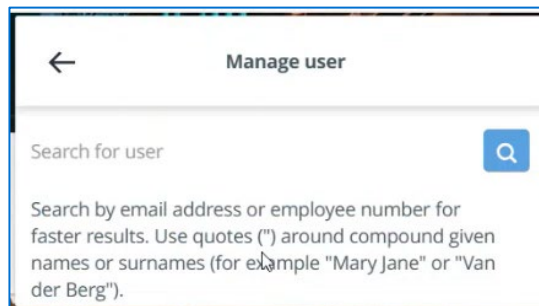 Manage user
Search for user
Search by email address or employee number for
faster results. Use quotes (") around compound given
names or surnames (for example "Mary Jane" or "Van
der Berg").